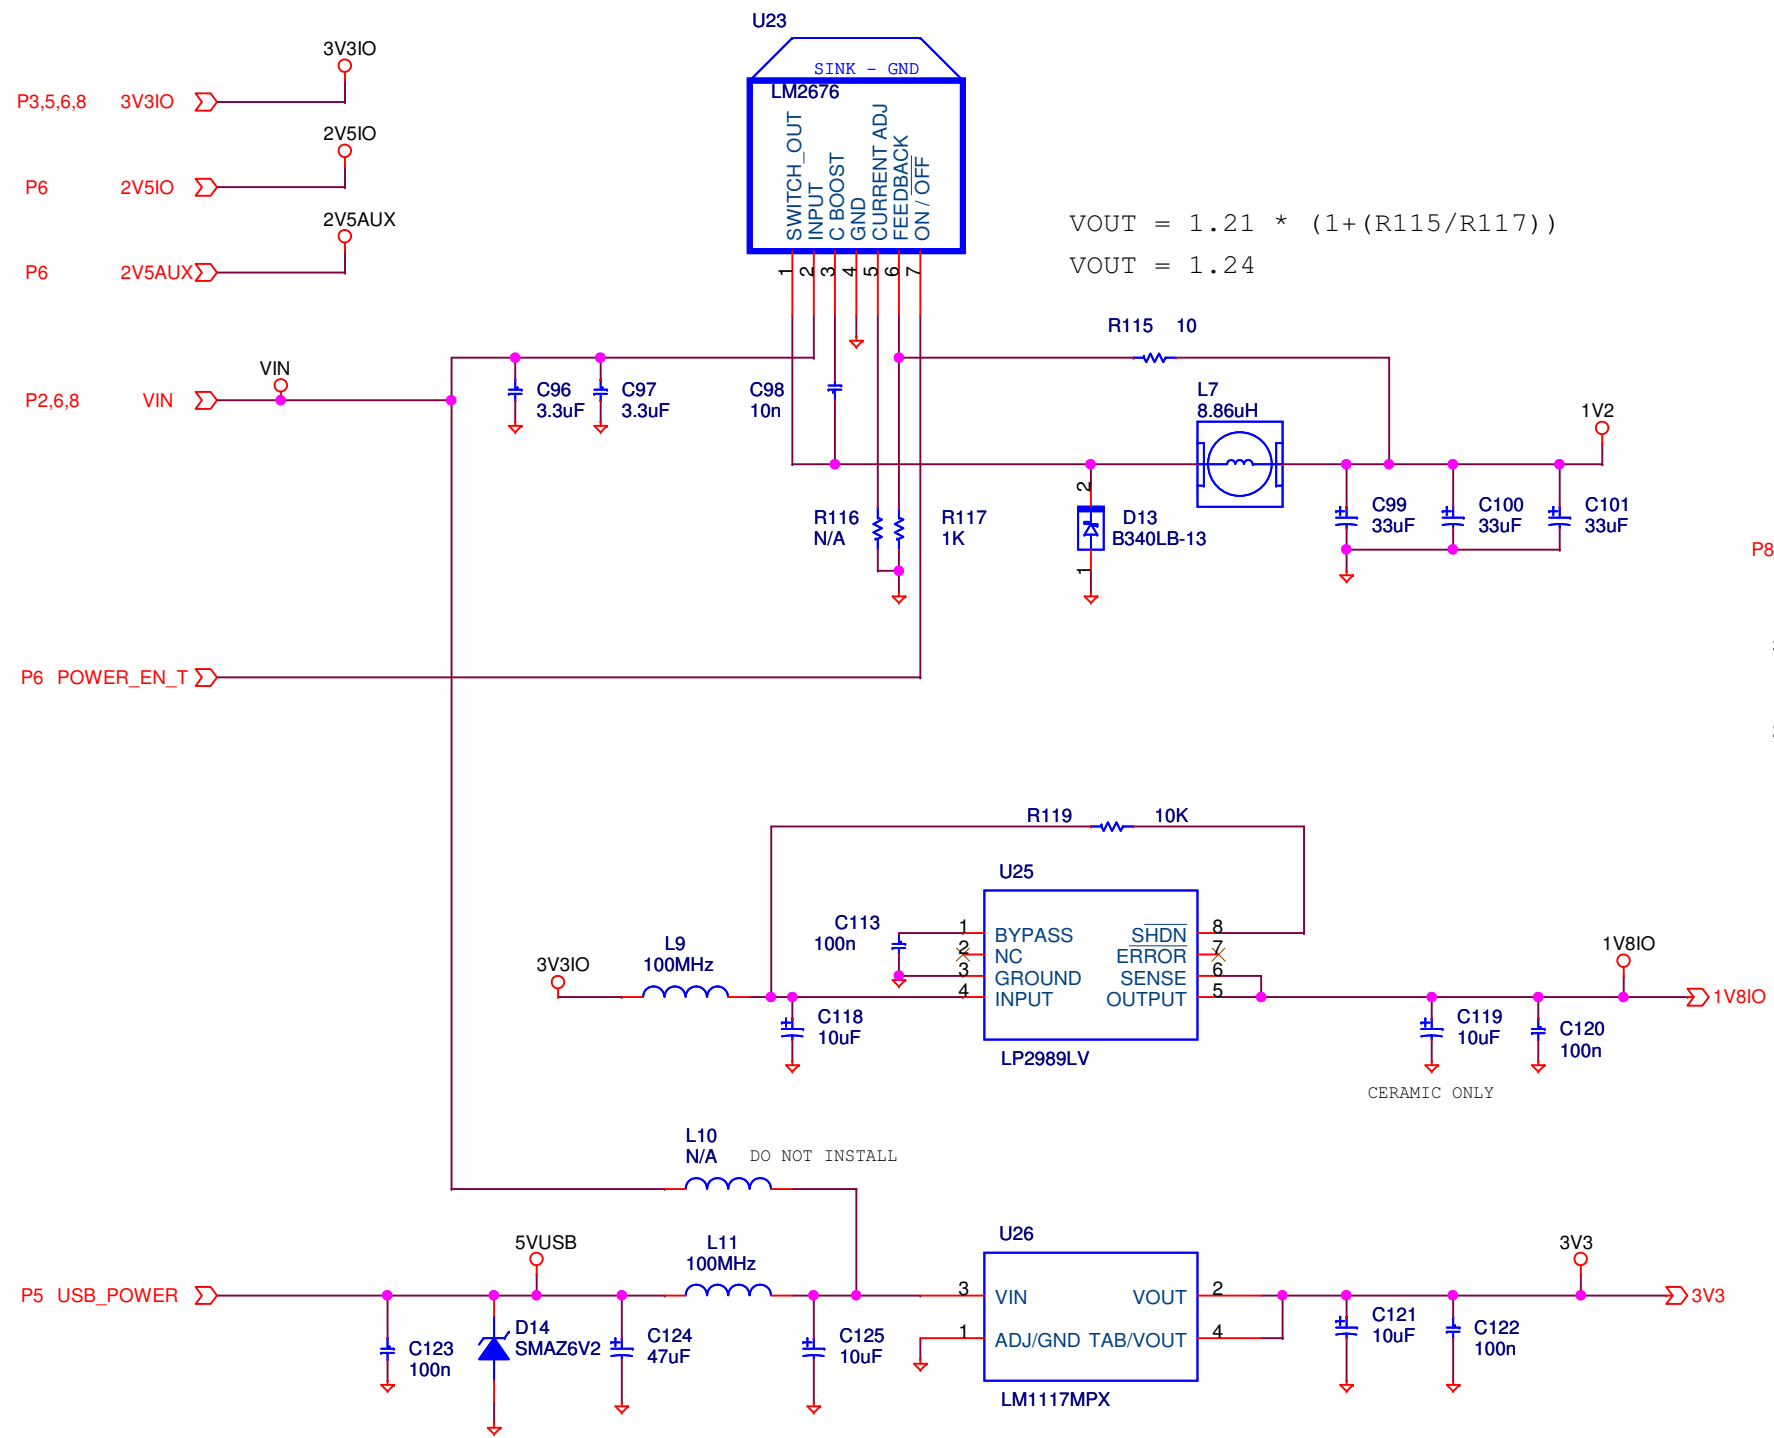 U23
SINK - GND
LM2676
SWITCH_OUT
INPUT
C BOOST
GND
CURRENT ADJ
FEEDBACK
ON / OFF
1
2
3
4
5
6
7
3V3IO
P3,5,6,8 3V3IO
2V5IO
P6 2V5IO
2V5AUX
P6 2V5AUX
VOUT = 1.21 * (1+(R115/R117))
VOUT = 1.24
R115 10
VIN
P2,6,8 VIN
C96
3.3uF
C97
3.3uF
C98
10n
L7
8.86uH
1V2
R116
N/A
R117
1K
2
D13
B340LB-13
1
C99
33uF
C100
33uF
C101
33uF
P8
P6 POWER_EN_T
R119 10K
U25
C113
100n
L9
100MHz
3V3IO
1 BYPASS
2 NC
3 GROUND
4 INPUT
SHDN 8
ERROR 7
SENSE 6
OUTPUT 5
LP2989LV
C118
10uF
1V8IO
1V8IO
C119
10uF
C120
100n
CERAMIC ONLY
L10
N/A DO NOT INSTALL
5VUSB
L11
100MHz
U26
3V3
P5 USB_POWER
3 VIN
VOUT 2
1 ADJ/GND
TAB/VOUT 4
LM1117MPX
3V3
C123
100n
D14
SMAZ6V2
C124
47uF
C125
10uF
C121
10uF
C122
100n